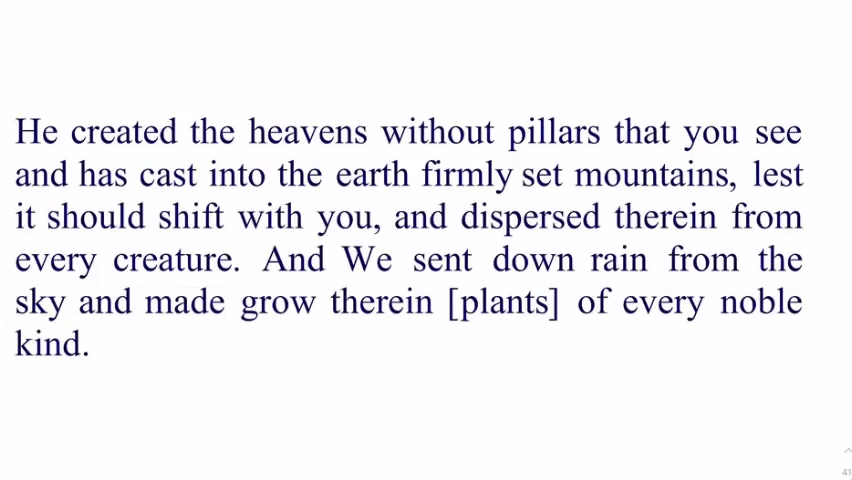 He created the heavens without pillars that you see
and has cast into the earth firmly set mountains, lest
it should shift with you, and dispersed therein from
every creature. And We sent down rain from the
sky and made grow therein [plants] of every noble
kind.
41